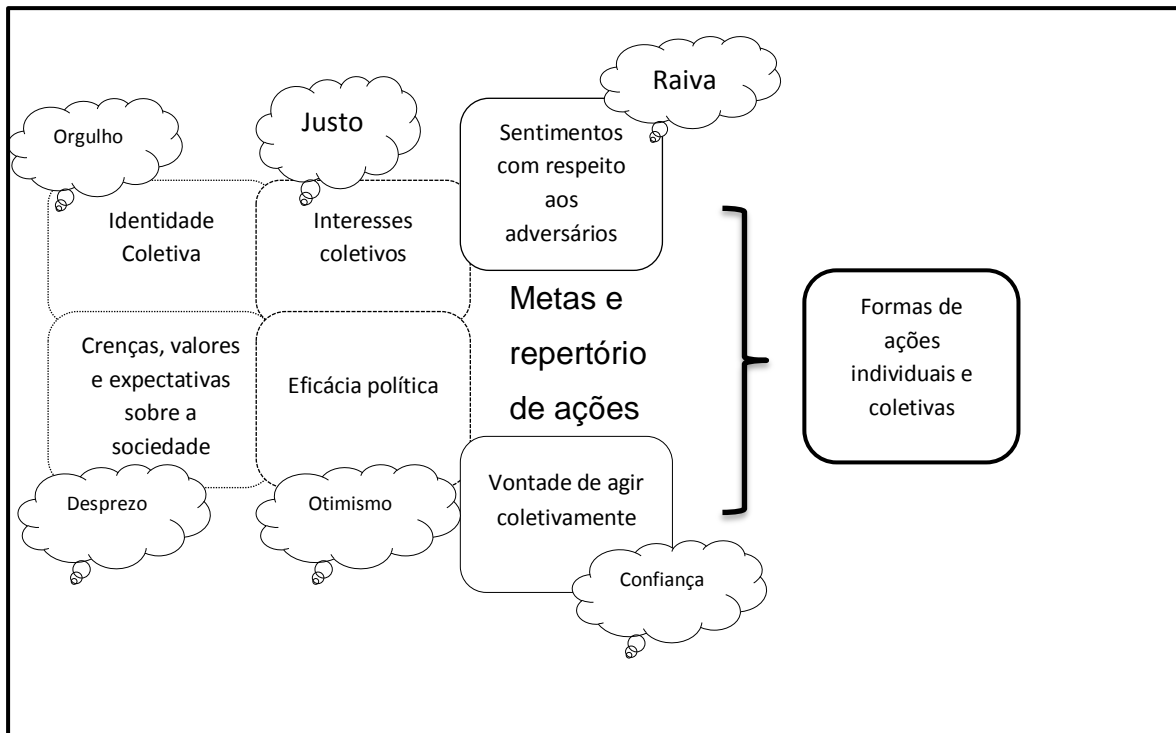 Orgulho
Justo
Raiva
Identidade
Coletiva
Interesses
coletivos
Sentimentos
com respeito
aos
adversários
Crenças, valores
e expectativas
sobre a
sociedade
Eficácia política
Metas e
repertório
de ações
Formas de
ações
individuais e
coletivas
Desprezo
Otimismo
Vontade de agir
coletivamente
Confiança